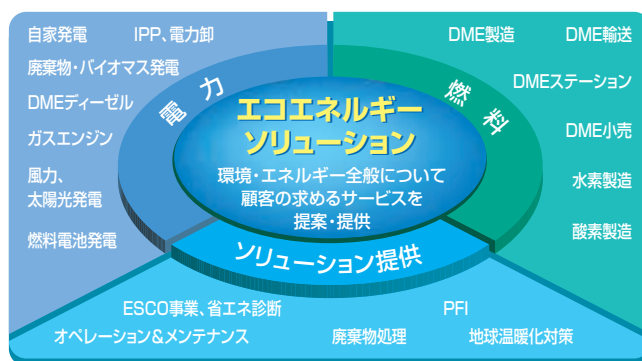 自家発電
IPP、電力卸
廃棄物・バイオマス発電
DMEディーゼル
ガスエンジン
風力、
太陽光発電
燃料電池発電
電力
DME製造
DME輸送
DMEステーション
DME小売
水素製造
酸素製造
燃料
エコエネルギー
ソリューション
環境・エネルギー全般について
顧客の求めるサービスを
提案・提供
ソリューション提供
ESCO事業、省エネ診断
PFI
オペレーション&メンテナンス
廃棄物処理
地球温暖化対策